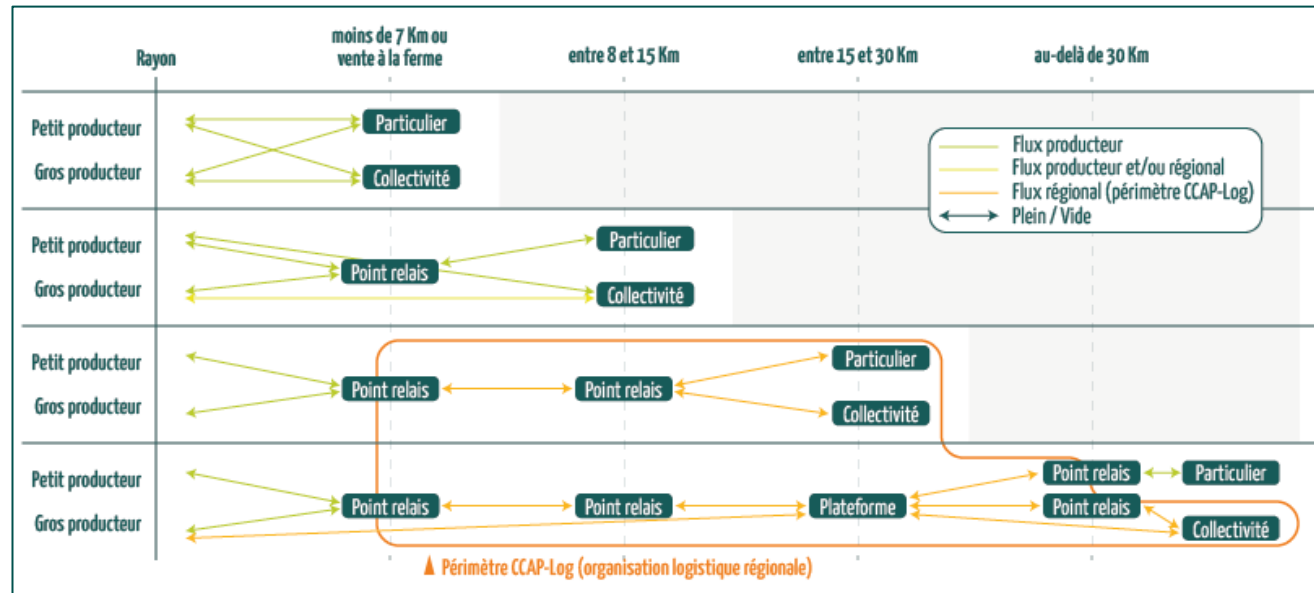 Rayon
moins de 7 Km ou
vente à la ferme
entre 8 et 15 Km
entre 15 et 30 Km
au-delà de 30 Km
Petit producteur
Gros producteur
Particulier
Collectivité
Flux producteur
Flux producteur et/ou régional
Flux régional (périmètre CCAP-Log)
Plein / Vide
Petit producteur
Gros producteur
Point relais
Particulier
Collectivité
Petit producteur
Gros producteur
Point relais
Point relais
Particulier
Collectivité
Petit producteur
Gros producteur
Point relais
Point relais
Plateforme
Point relais
Particulier
Point relais
Collectivité
Périmètre CCAP-Log (organisation logistique régionale)